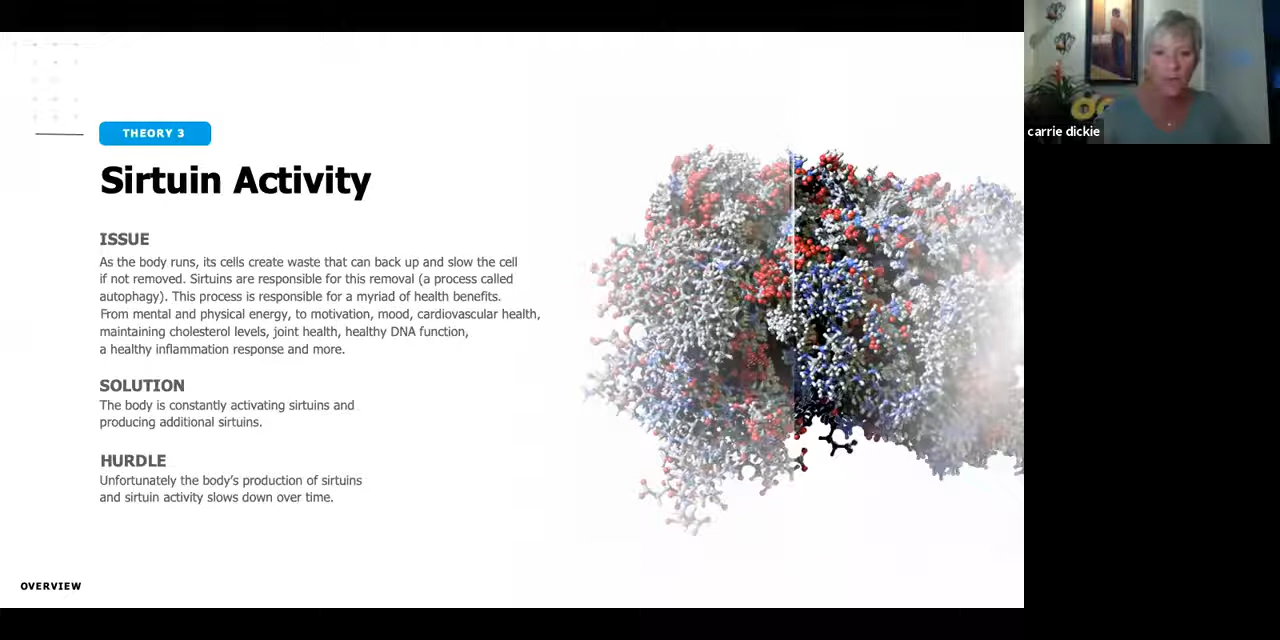 THEORY 3
Sirtuin Activity
ISSUE
As the body runs, its cells create waste that can back up and slow the cell
if not removed. Sirtuins are responsible for this removal (a process called
autophagy). This process is responsible for a myriad of health benefits.
From mental and physical energy, to motivation, mood, cardiovascular health,
maintaining cholesterol levels, joint health, healthy DNA function,
a healthy inflammation response and more.
SOLUTION
The body is constantly activating sirtuins and
producing additional sirtuins.
HURDLE
Unfortunately the body's production of sirtuins
and sirtuin activity slows down over time.
OVERVIEW
carrie dickie